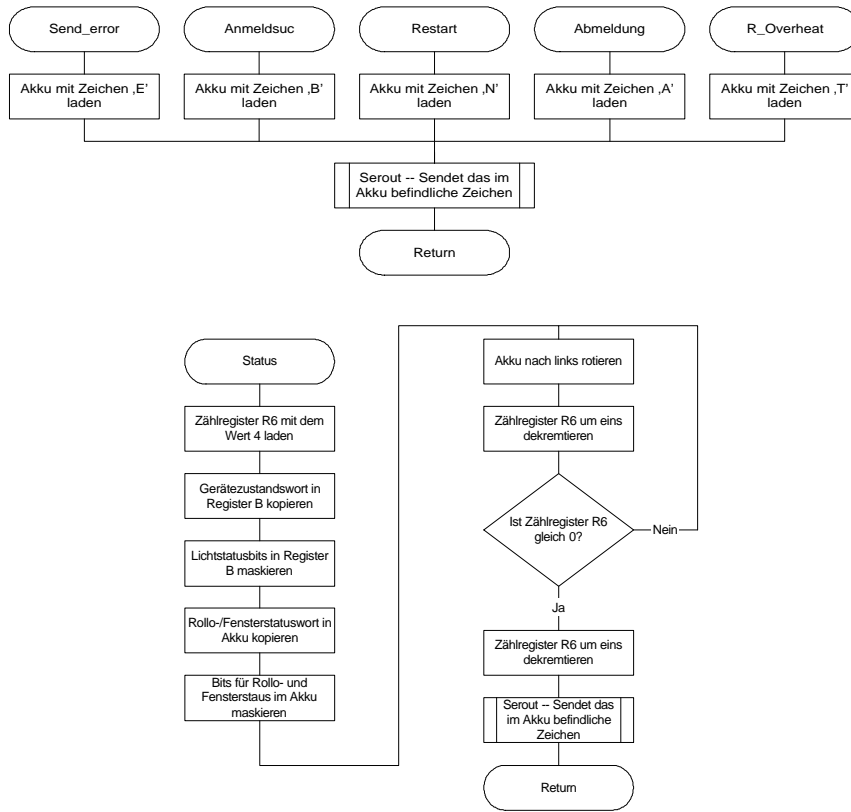 Send_error
Anmeldsuc
Restart
Abmeldung
R_Overheat
Akku mit Zeichen ‚E’
laden
Akku mit Zeichen ‚B’
laden
Akku mit Zeichen ‚N’
laden
Akku mit Zeichen ‚A’
laden
Akku mit Zeichen ‚T’
laden
Serout -- Sendet das im
Akku befindliche Zeichen
Return
Status
Zählregister R6 mit dem
Wert 4 laden
Gerätezustandswort in
Register B kopieren
Lichtstatusbits in Register
B maskieren
Rollo-/Fensterstatuswort in
Akku kopieren
Bits für Rollo- und
Fensterstaus im Akku
maskieren
Akku nach links rotieren
Zählregister R6 um eins
dekremtieren
Ist Zählregister R6
gleich 0?
Nein
Ja
Zählregister R6 um eins
dekremtieren
Serout -- Sendet das
im Akku befindliche
Zeichen
Return